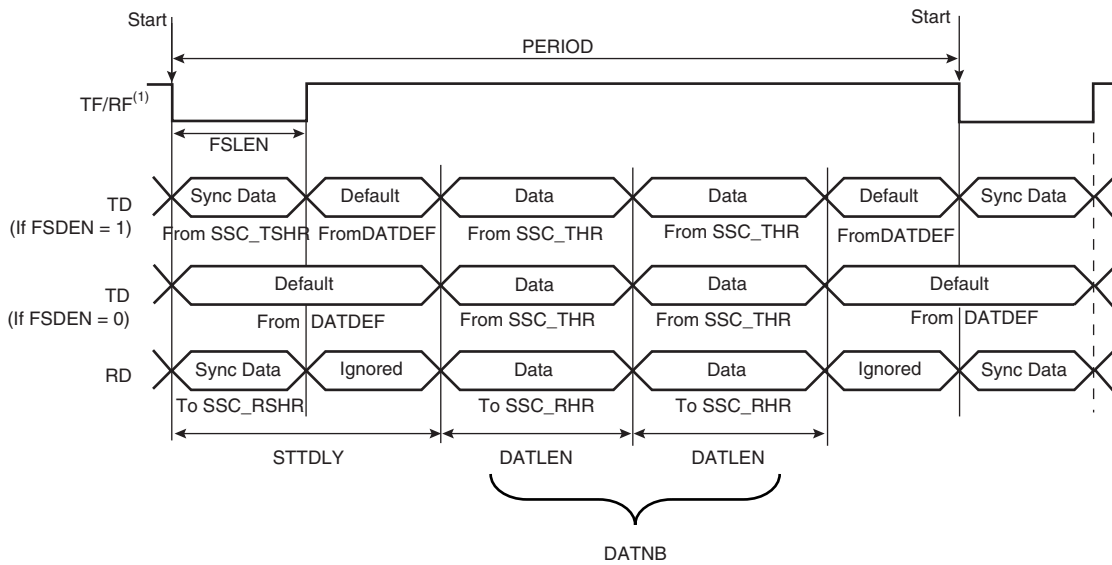 Start
Start
PERIOD
TF/RF(1)
FSLEN
Sync Data
Default
Data
Data
Default
Sync Data
TD
(If FSDEN = 1)
From SSC_TSHR
FromDATDEF
From SSC_THR
From SSC_THR
FromDATDEF
Default
Data
Data
Default
TD
(If FSDEN = 0)
From DATDEF
From SSC_THR
From SSC_THR
From DATDEF
RD
Sync Data
Ignored
Data
Data
Ignored
Sync Data
To SSC_RSHR
To SSC_RHR
To SSC_RHR
STTDLY
DATLEN
DATLEN
DATNB